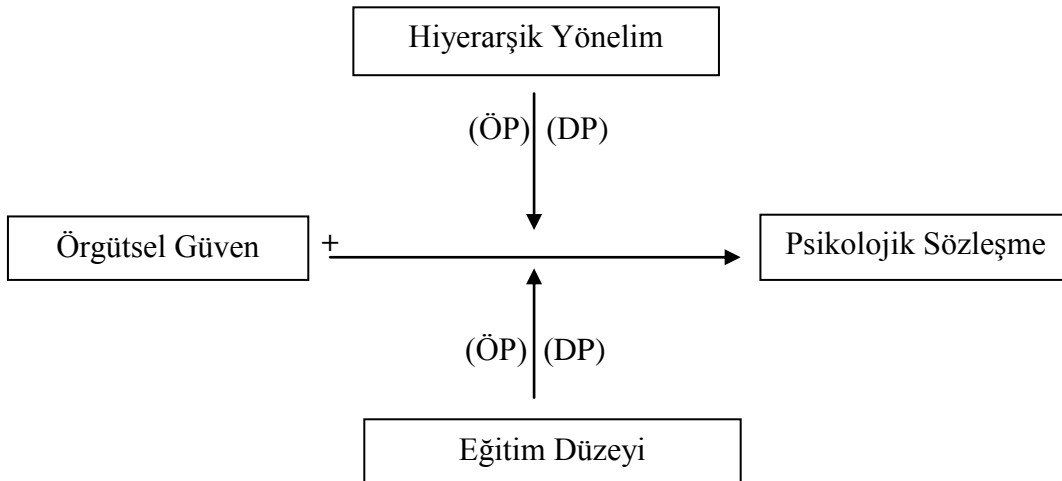 Hiyerarşik Yönelim
(ÖP) (DP)
Örgütsel Güven
+
Psikolojik Sözleşme
(ÖP) (DP)
Eğitim Düzeyi